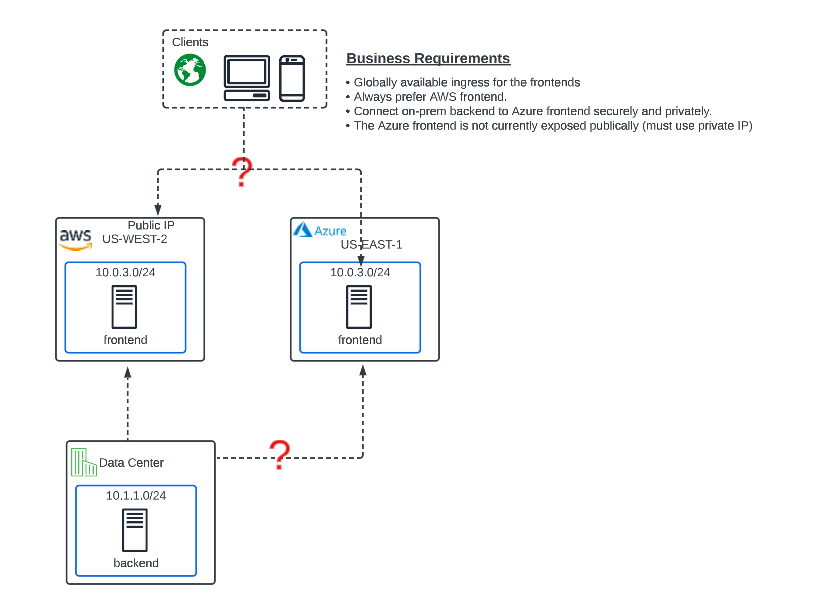 Clients
Business Requirements
• Globally available ingress for the frontends
• Always prefer AWS frontend.
• Connect on-prem backend to Azure frontend securely and privately.
• The Azure frontend is not currently exposed publically (must use private IP)
?
aws
Public IP
US-WEST-2
10.0.3.0/24
frontend
Azure
US-EAST-1
10.0.3.0/24
frontend
?
Data Center
10.1.1.0/24
backend